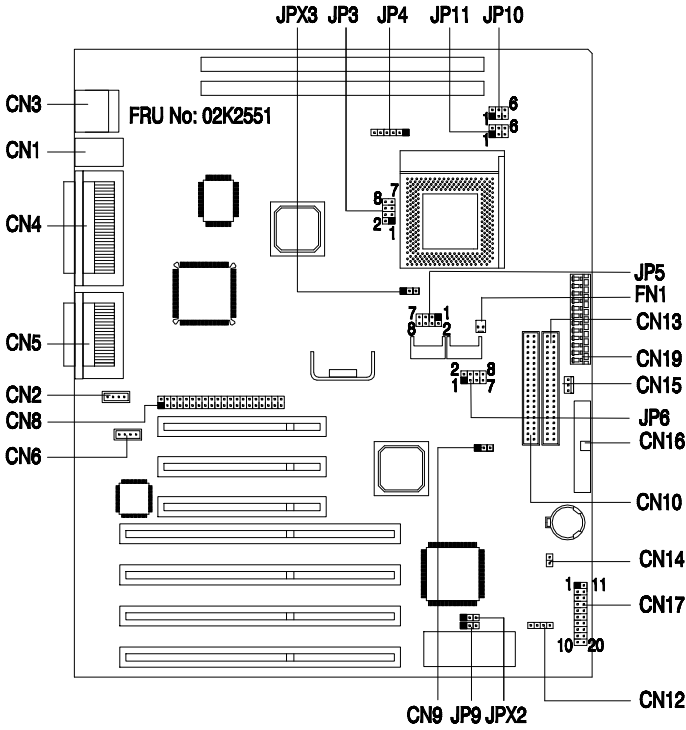 JPX3 JP3 JP4 JP11 JP10
CN3
FRU No: 02K2551
6
1
6
1
CN1
7
8
2
1
CN4
JP5
FN1
7 1
8 2
CN13
CN5
CN19
2 8
1 7
CN15
CN2
CN8
JP6
CN16
CN6
CN10
CN14
1 11
CN17
10 20
CN12
CN9 JP9 JPX2